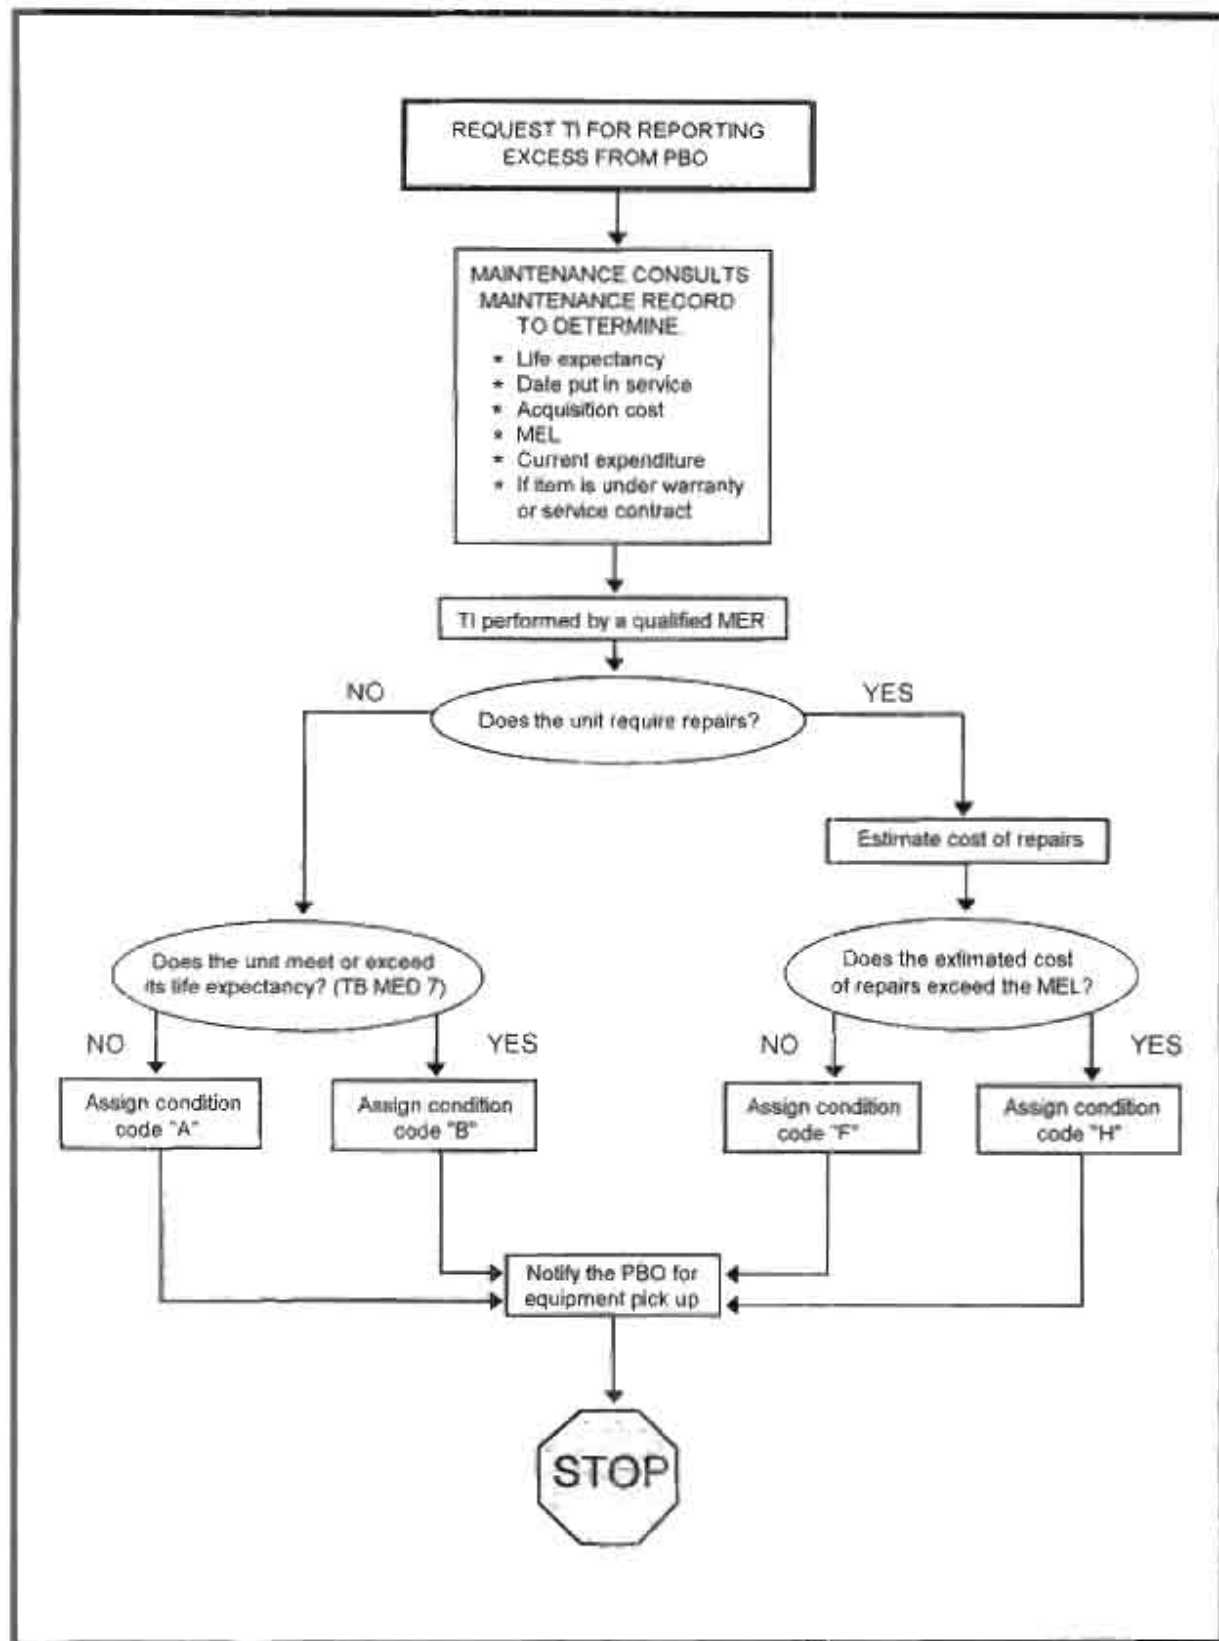 REQUEST TI FOR REPORTING
EXCESS FROM PBO
MAINTENANCE CONSULTS
MAINTENANCE RECORD
TO DETERMINE
* Life expectancy
* Date put in service
* Acquisition cost
* MEL
* Current expenditure
* If item is under warranty
or service contract
TI performed by a qualified MER
NO
YES
Does the unit require repairs?
Estimate cost of repairs
Does the unit meet or exceed
its life expectancy? (TB MED 7)
Does the extimated cost
of repairs exceed the MEL?
NO
YES
NO
YES
Assign condition
code "A"
Assign condition
code "B"
Assign condition
code "F"
Assign condition
code "H"
Notify the PBO for
equipment pick up
STOP